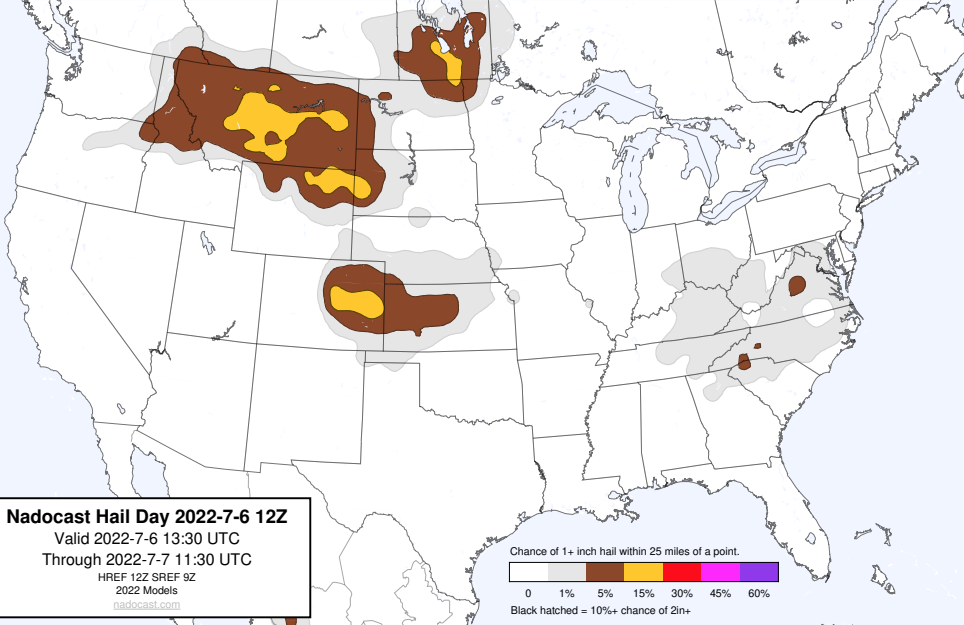 Nadocast Hail Day 2022-7-6 12Z
Valid 2022-7-6 13:30 UTC
Through 2022-7-7 11:30 UTC
HREF 12Z SREF 9Z
2022 Models
nadocast.com
Chance of 1+ inch hail within 25 miles of a point.
0 1% 5% 15% 30% 45% 60%
Black hatched = 10%+ chance of 2in+